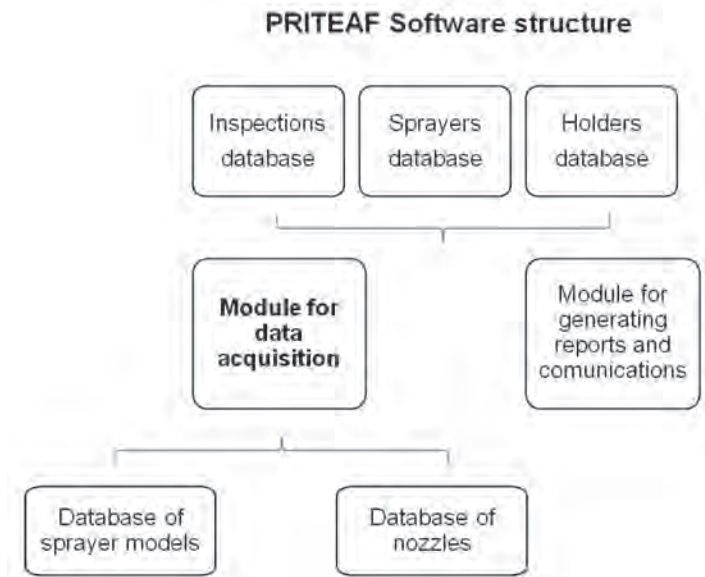 PRITEAF Software structure
Inspections
database
Sprayers
database
Holders
database
Module for
data
acquisition
Module for
generating
reports and
comunications
Database of
sprayer models
Database of
nozzles